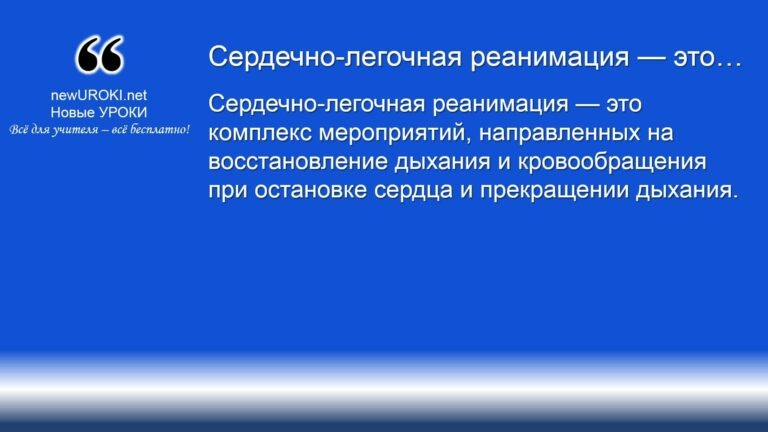 ❝
newUROKI.net
Новые УРОКИ
Всё для учителя – всё бесплатно!
Сердечно-легочная реанимация — это…
Сердечно-легочная реанимация — это
комплекс мероприятий, направленных на
восстановление дыхания и кровообращения
при остановке сердца и прекращении дыхания.